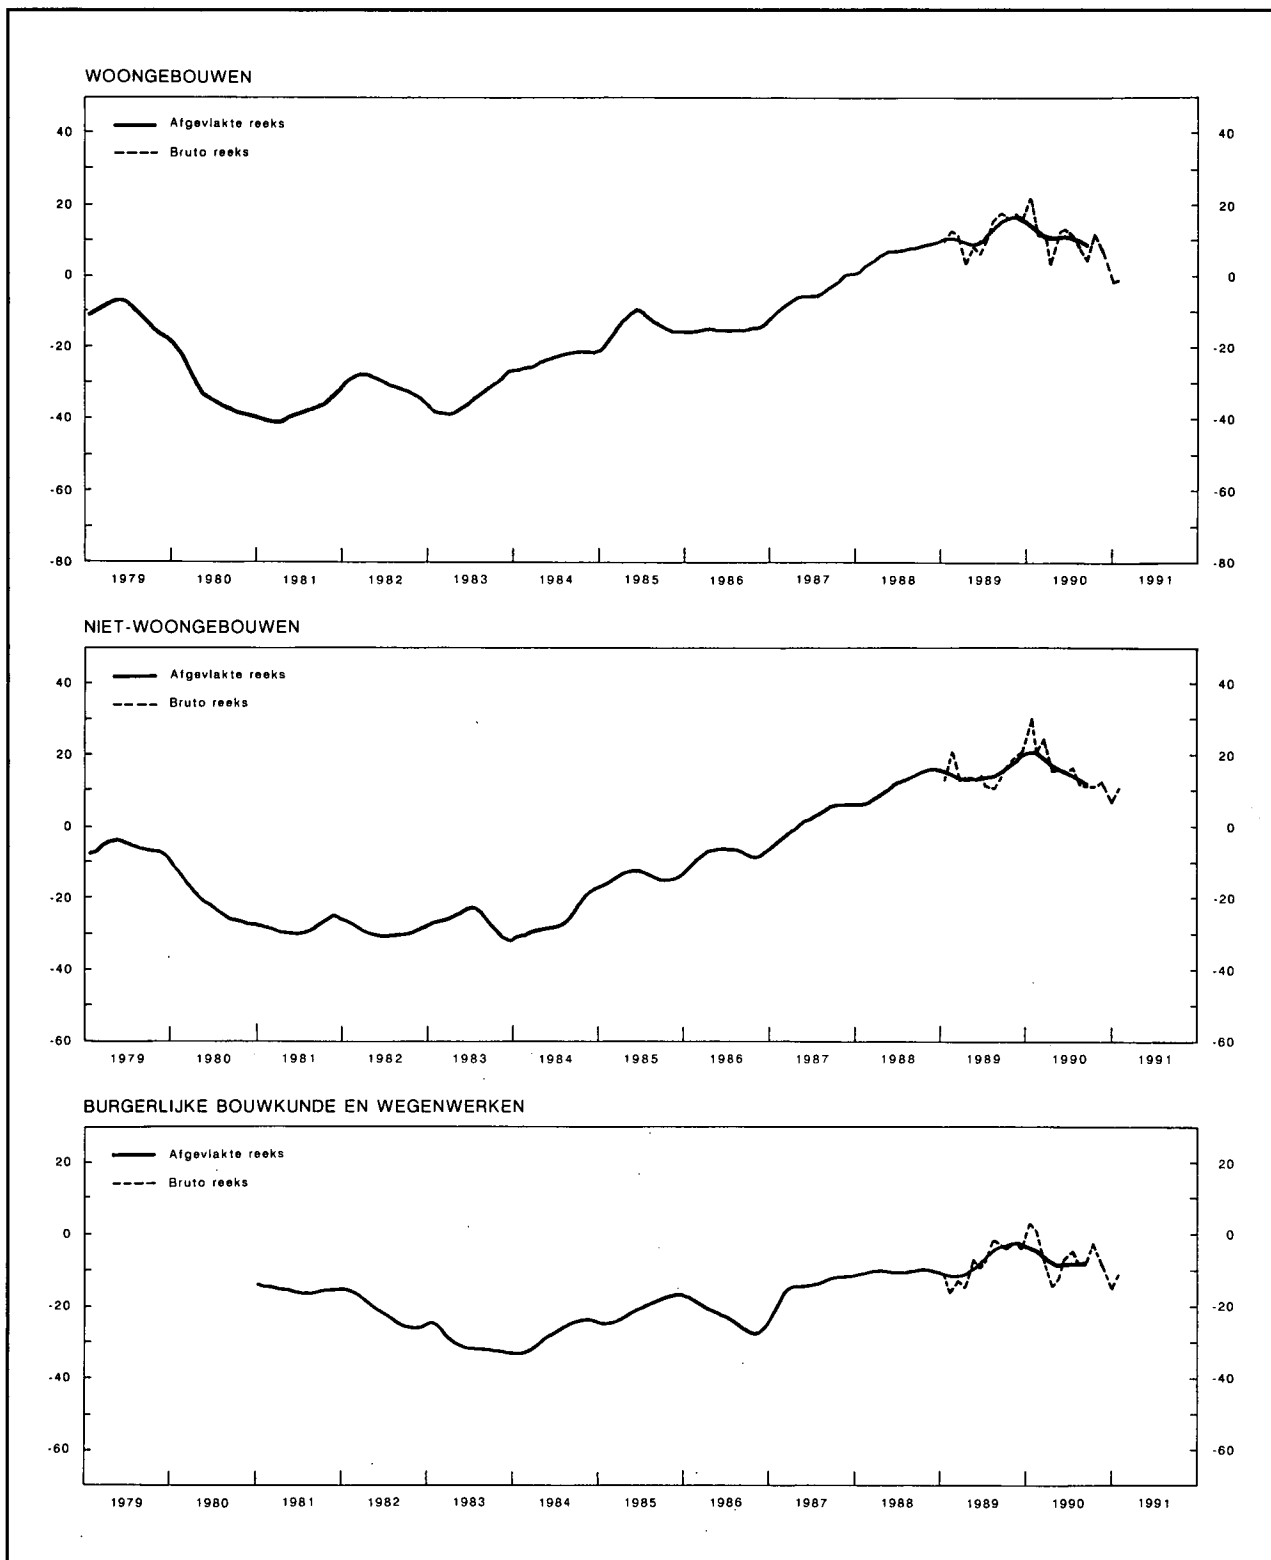 WOONGEBOUWEN
Afgevlakte reeks
Bruto reeks
40 40
20 20
0 0
-20 -20
-40 -40
-60 -60
-80 -80
1979 1980 1981 1982 1983 1984 1985 1986 1987 1988 1989 1990 1991
NIET-WOONGEBOUWEN
Afgevlakte reeks
Bruto reeks
40 40
20 20
0 0
-20 -20
-40 -40
-60 -60
1979 1980 1981 1982 1983 1984 1985 1986 1987 1988 1989 1990 1991
BURGERLIJKE BOUWKUNDE EN WEGENWERKEN
Afgevlakte reeks
Bruto reeks
20 20
0 0
-20 -20
-40 -40
-60 -60
1979 1980 1981 1982 1983 1984 1985 1986 1987 1988 1989 1990 1991